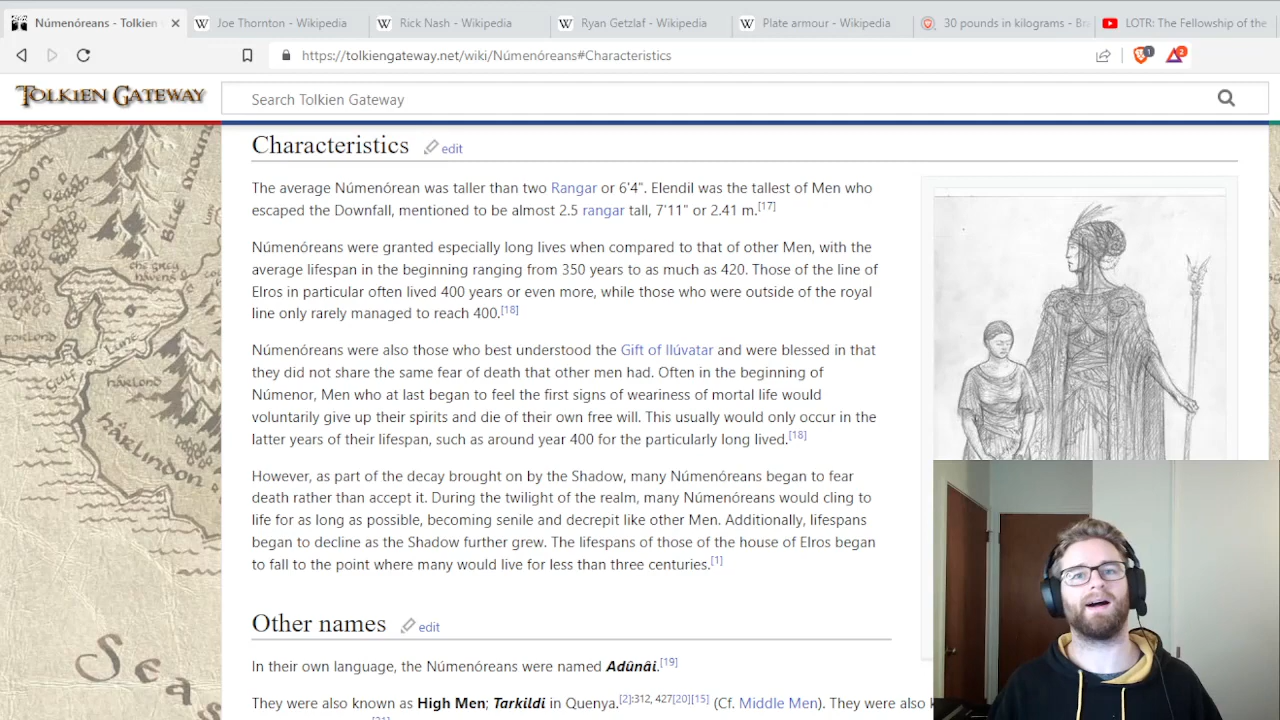 Númenóreans - Tolkien
Joe Thornton - Wikipedia
Rick Nash - Wikipedia
Ryan Getzlaf - Wikipedia
Plate armour - Wikipedia
30 pounds in kilograms - Bra
LOTR: The Fellowship of the
https://tolkiengateway.net/wiki/Númenóreans#Characteristics
1
2
TOLKIEN GATEWAY
Search Tolkien Gateway
Characteristics edit
The average Númenórean was taller than two Rangar or 6'4". Elendil was the tallest of Men who
escaped the Downfall, mentioned to be almost 2.5 rangar tall, 7'11" or 2.41 m.[17]
Númenóreans were granted especially long lives when compared to that of other Men, with the
average lifespan in the beginning ranging from 350 years to as much as 420. Those of the line of
Elros in particular often lived 400 years or even more, while those who were outside of the royal
line only rarely managed to reach 400.[18]
Númenóreans were also those who best understood the Gift of Ilúvatar and were blessed in that
they did not share the same fear of death that other men had. Often in the beginning of
Númenor, Men who at last began to feel the first signs of weariness of mortal life would
voluntarily give up their spirits and die of their own free will. This usually would only occur in the
latter years of their lifespan, such as around year 400 for the particularly long lived.[18]
However, as part of the decay brought on by the Shadow, many Númenóreans began to fear
death rather than accept it. During the twilight of the realm, many Númenóreans would cling to
life for as long as possible, becoming senile and decrepit like other Men. Additionally, lifespans
began to decline as the Shadow further grew. The lifespans of those of the house of Elros began
to fall to the point where many would live for less than three centuries.[1]
Other names edit
In their own language, the Númenóreans were named Adûnâi.[19]
They were also known as High Men; Tarkildi in Quenya.[2]:312, 427[20][15] (Cf. Middle Men). They were also k
[21]
BLUE MOUN
the grey
havens
Gulf
hárlindon
hárlindon
Sea